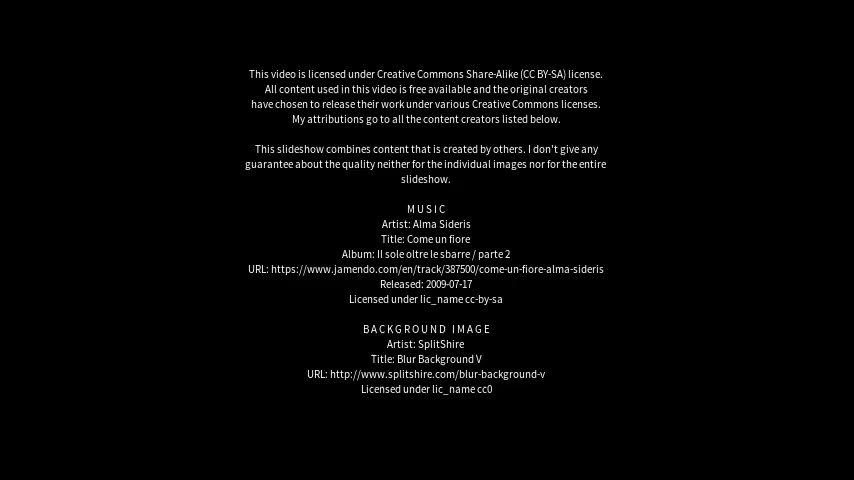 This video is licensed under Creative Commons Share-Alike (CC BY-SA) license.
All content used in this video is free available and the original creators
have chosen to release their work under various Creative Commons licenses.
My attributions go to all the content creators listed below.
This slideshow combines content that is created by others. I don't give any
guarantee about the quality neither for the individual images nor for the entire
slideshow.
MUSIC
Artist: Alma Sideris
Title: Come un fiore
Album: Il sole oltre le sbarre / parte 2
URL: https://www.jamendo.com/en/track/387500/come-un-fiore-alma-sideris
Released: 2009-07-17
Licensed under lic_name cc-by-sa
BACKGROUND IMAGE
Artist: SplitShire
Title: Blur Background V
URL: http://www.splitshire.com/blur-background-v
Licensed under lic_name cc0